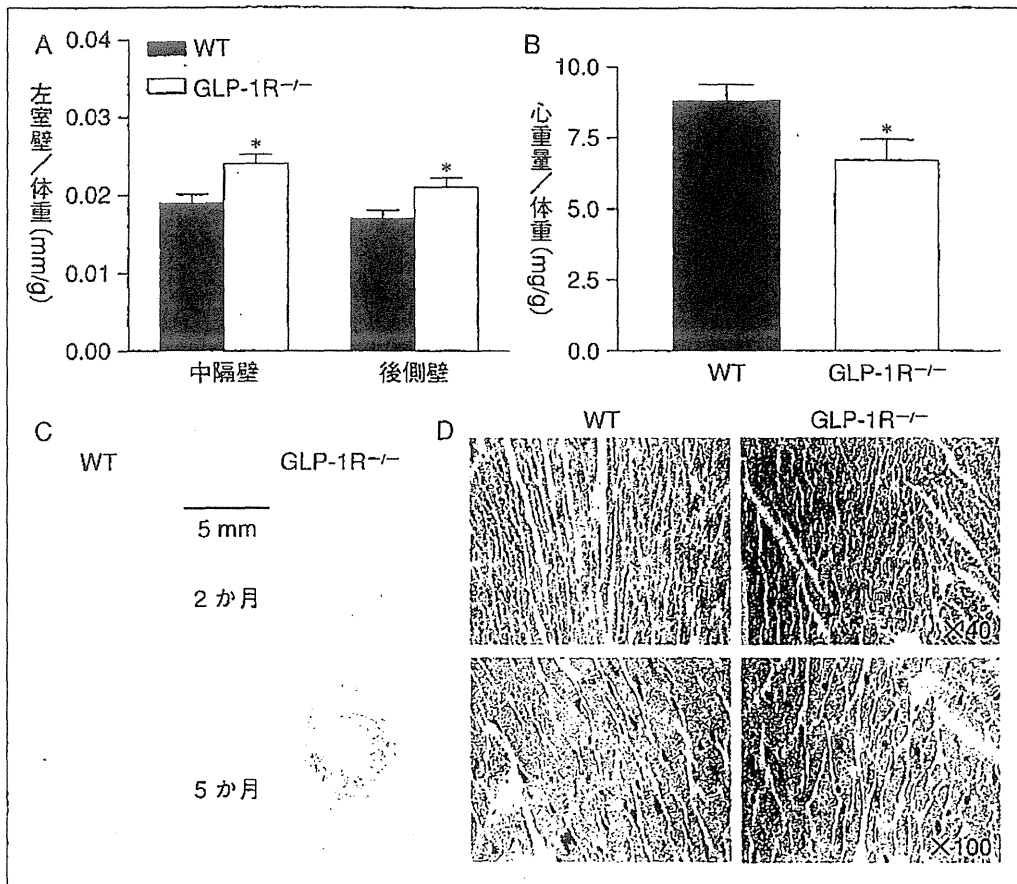 A
0.04
0.03
0.02
0.01
0.00
左室壁/体重(mm/g)
WT
GLP-1R−/−
*
*
中隔壁
後側壁
B
10.0
7.5
5.0
2.5
0.0
心重量/体重(mg/g)
*
WT
GLP-1R−/−
C
WT
GLP-1R−/−
5 mm
2 か月
5 か月
D
WT
GLP-1R−/−
×40
×100